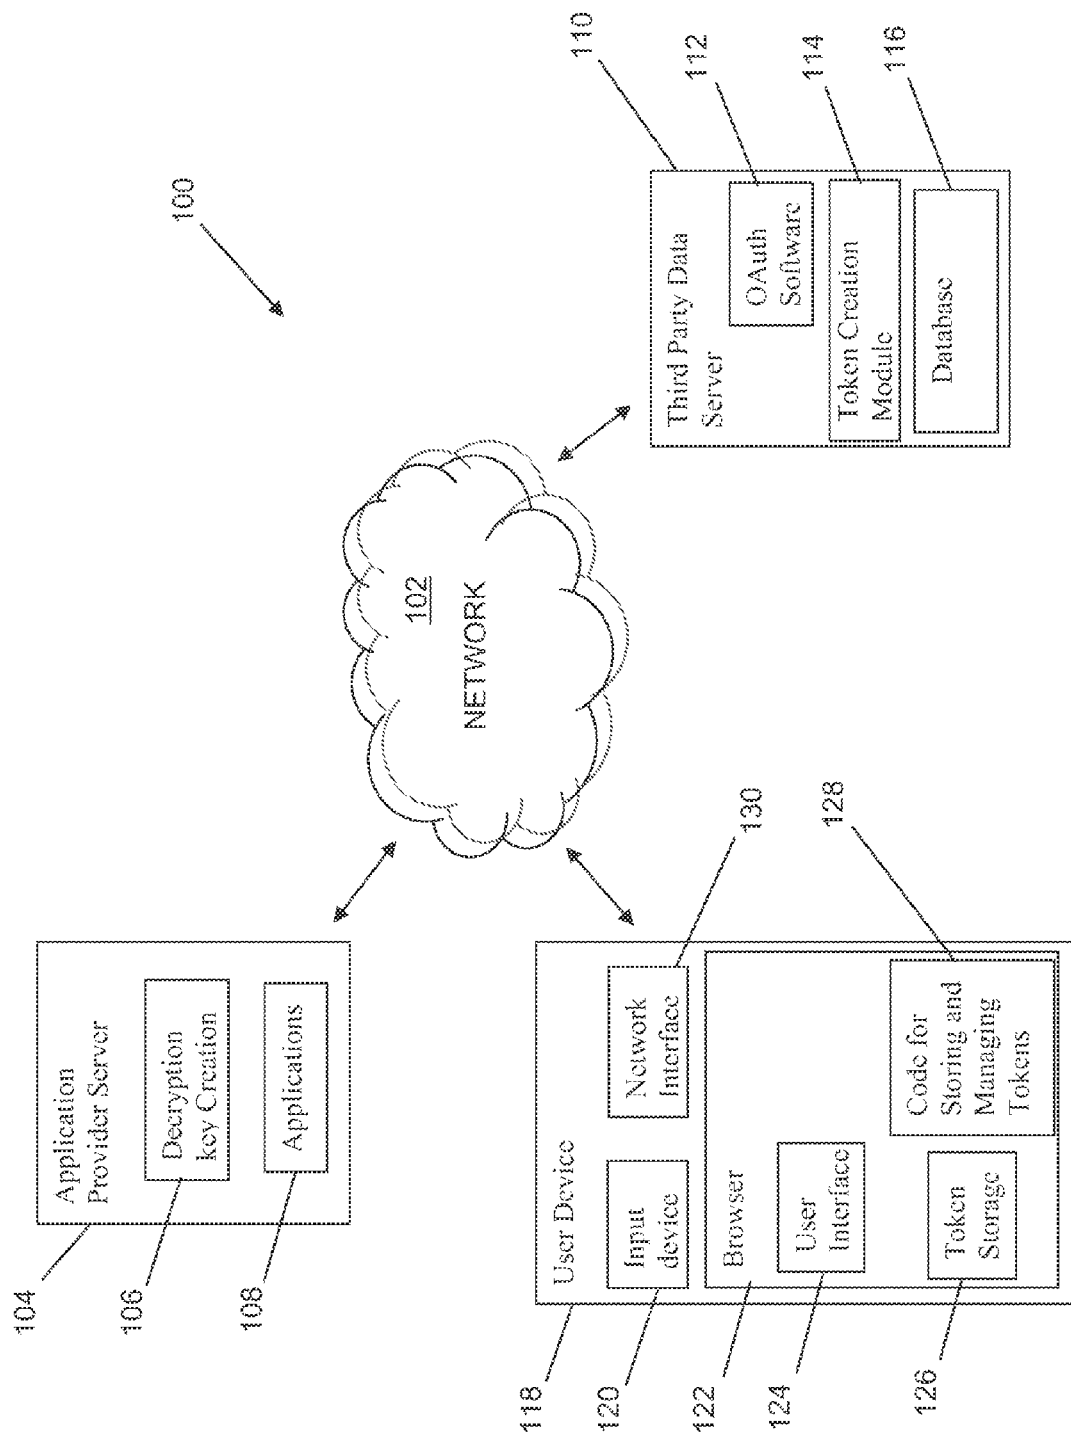 100
Application
Provider Server
Decryption
key Creation
Applications
104
106
108
102
NETWORK
Third Party Data
Server
OAuth
Software
Token Creation
Module
Database
110
112
114
116
User Device
Input
device
Network
Interface
Browser
User
Interface
Token
Storage
Code for
Storing and
Managing
Tokens
118
120
122
124
126
130
128